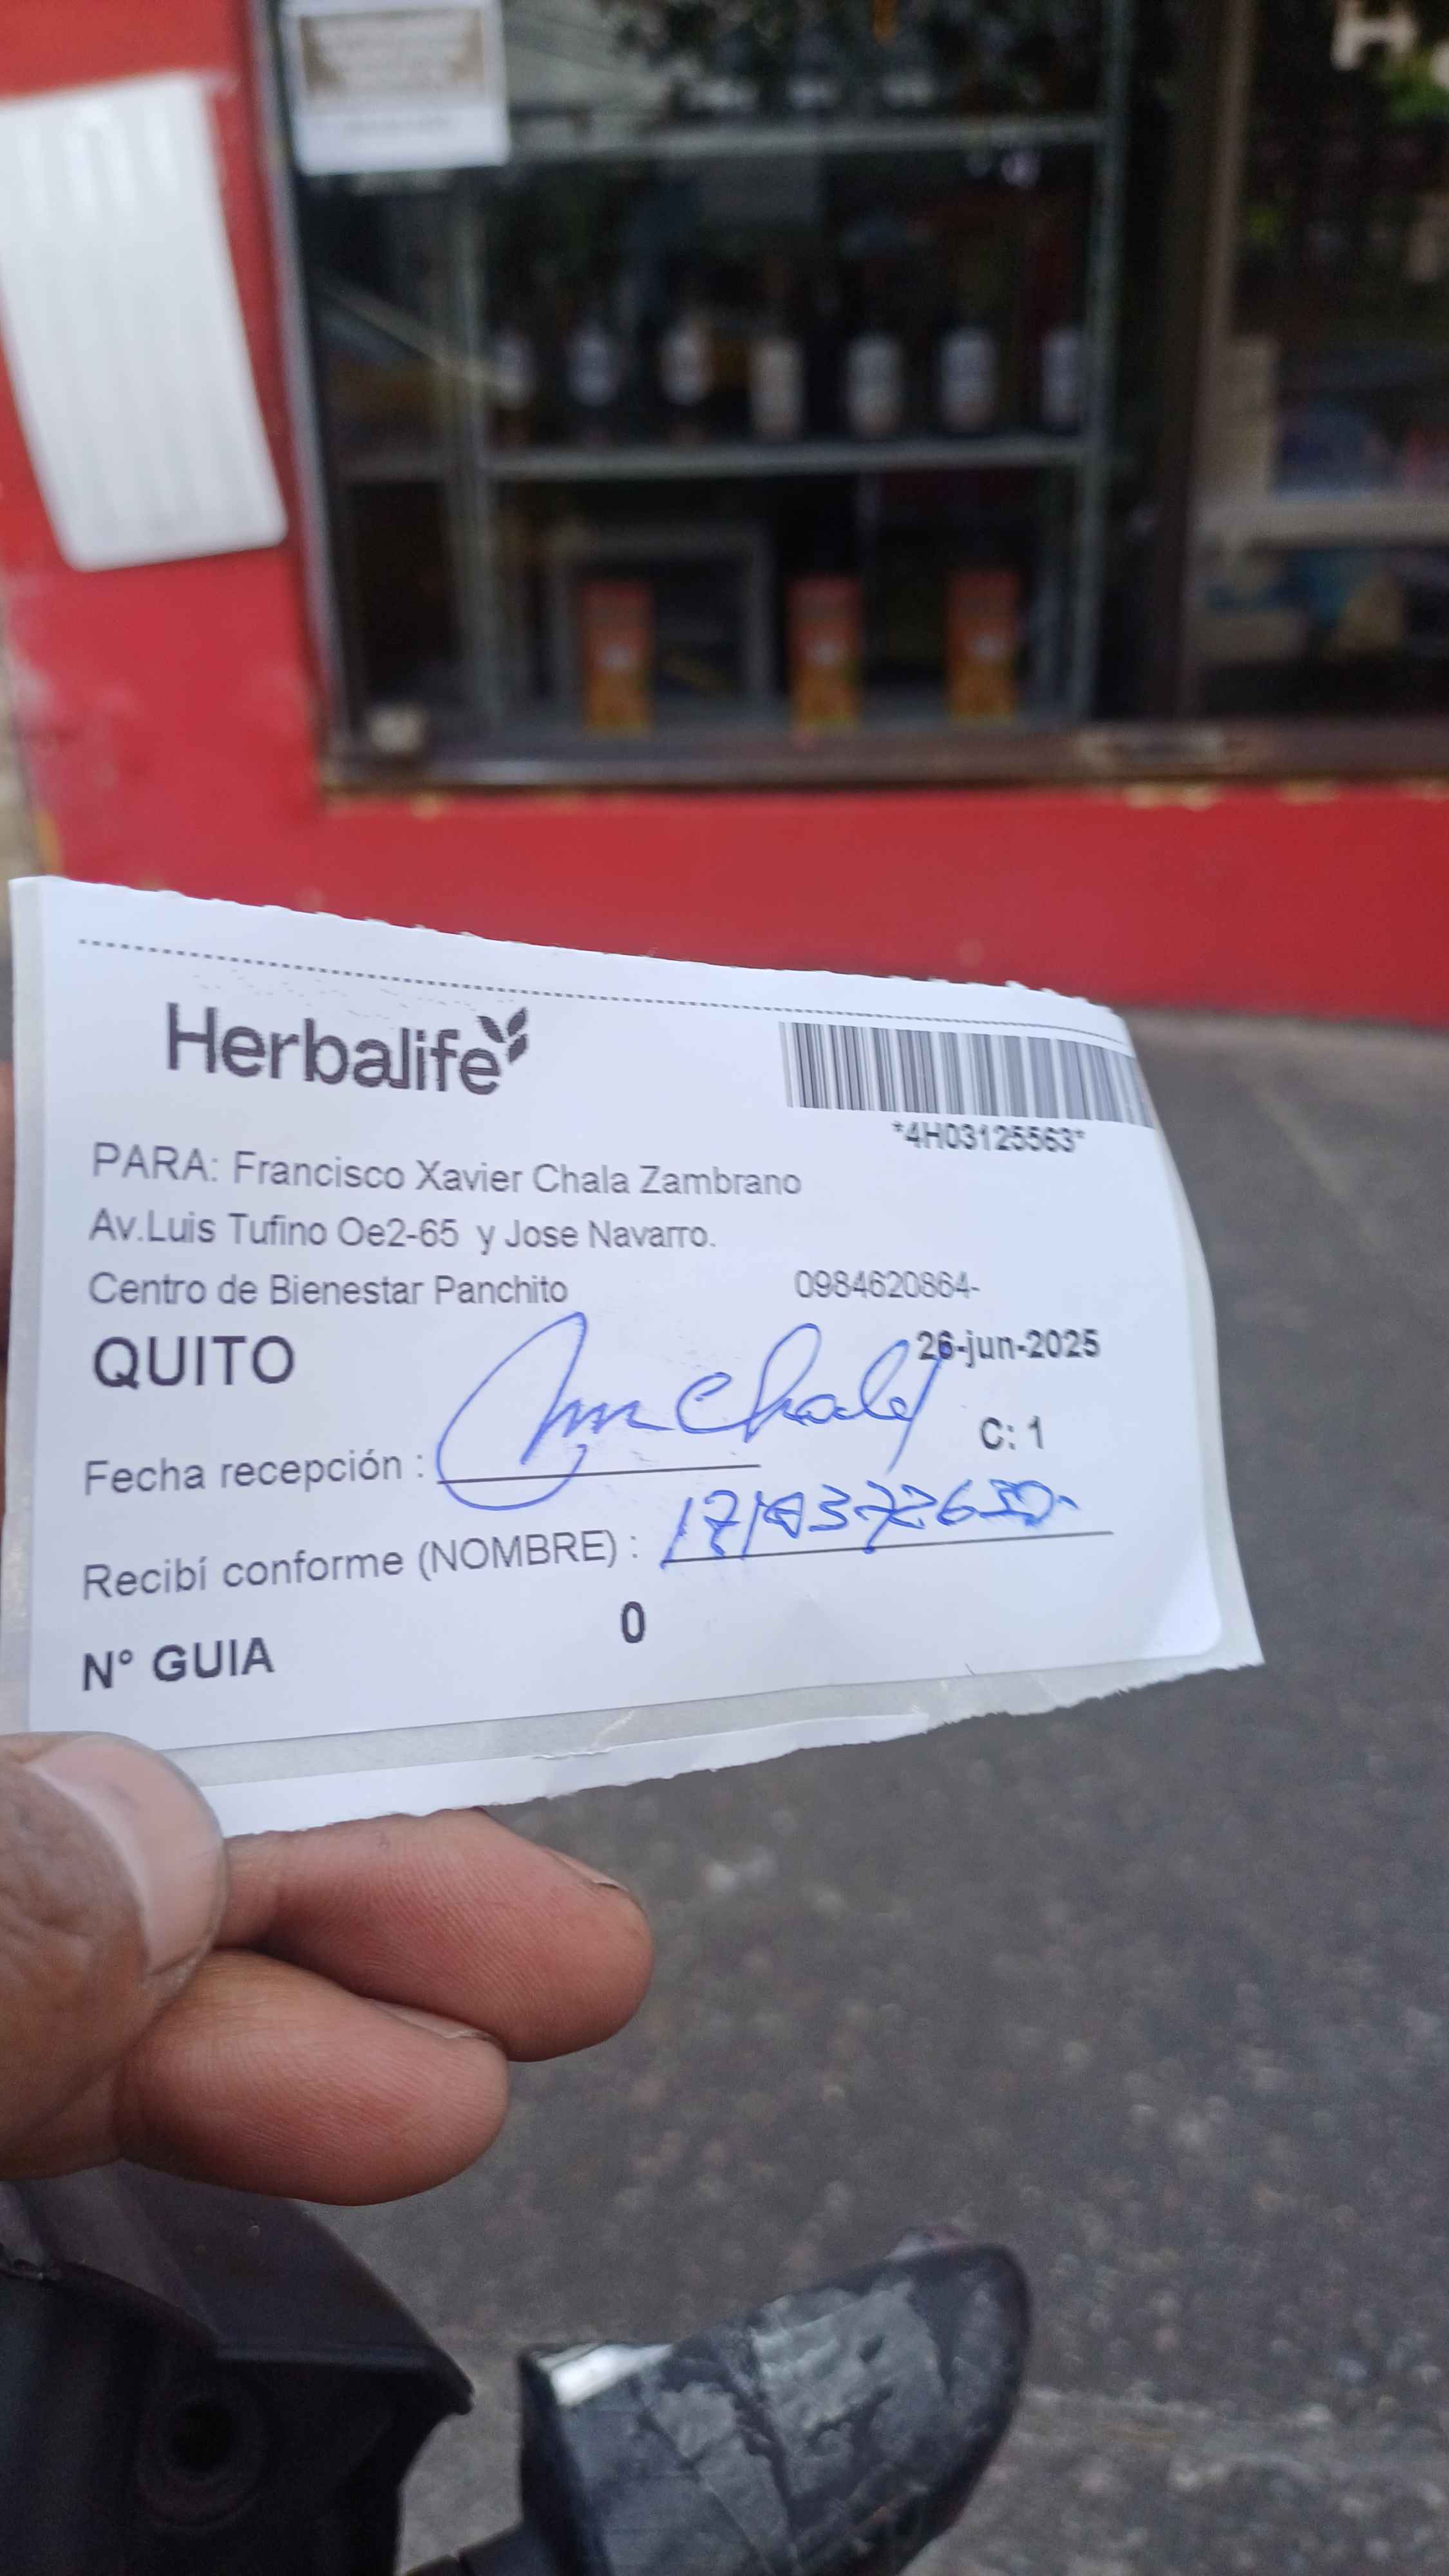 Herbalife
*4H03125563*
PARA: Francisco Xavier Chala Zambrano
Av.Luis Tufino Oe2-65 y Jose Navarro.
Centro de Bienestar Panchito 0984620864-
QUITO 26-jun-2025
C: 1
Fecha recepción :
Recibí conforme (NOMBRE) :
0
N° GUIA